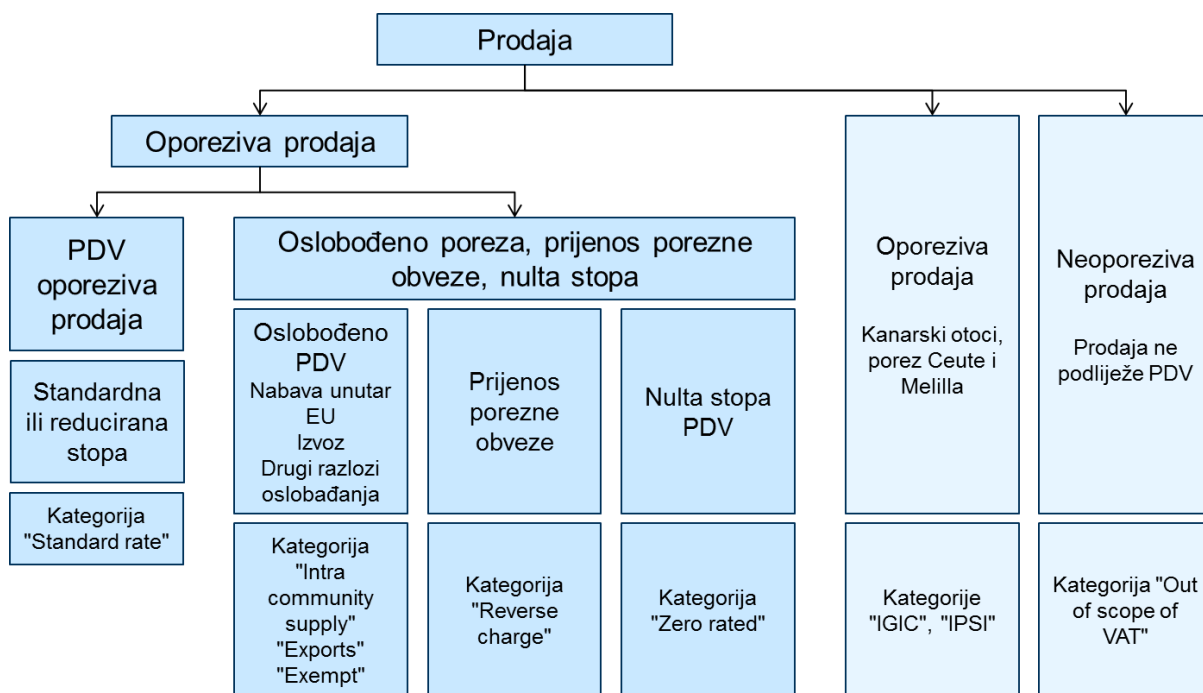 Prodaja
Oporeziva prodaja
PDV
oporeziva
prodaja
Standardna
ili reducirana
stopa
Kategorija
"Standard rate"
Oslobođeno poreza, prijenos porezne
obveze, nulta stopa
Oslobođeno
PDV
Nabava unutar
EU
Izvoz
Drugi razlozi
oslobađanja
Kategorija
"Intra
community
supply"
"Exports"
"Exempt"
Prijenos
porezne
obveze
Kategorija
"Reverse
charge"
Nulta stopa
PDV
Kategorija
"Zero rated"
Oporeziva
prodaja
Kanarski otoci,
porez Ceute i
Melilla
Kategorije
"IGIC", "IPSI"
Neoporeziva
prodaja
Prodaja ne
podliježe PDV
Kategorija "Out
of scope of
VAT"